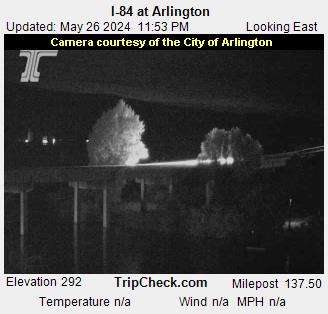 I-84 at Arlington
Updated: May 26 2024 11:53 PM Looking East
Camera courtesy of the City of Arlington
Elevation 292 TripCheck.com Milepost 137.50
Temperature n/a Wind n/a MPH n/a